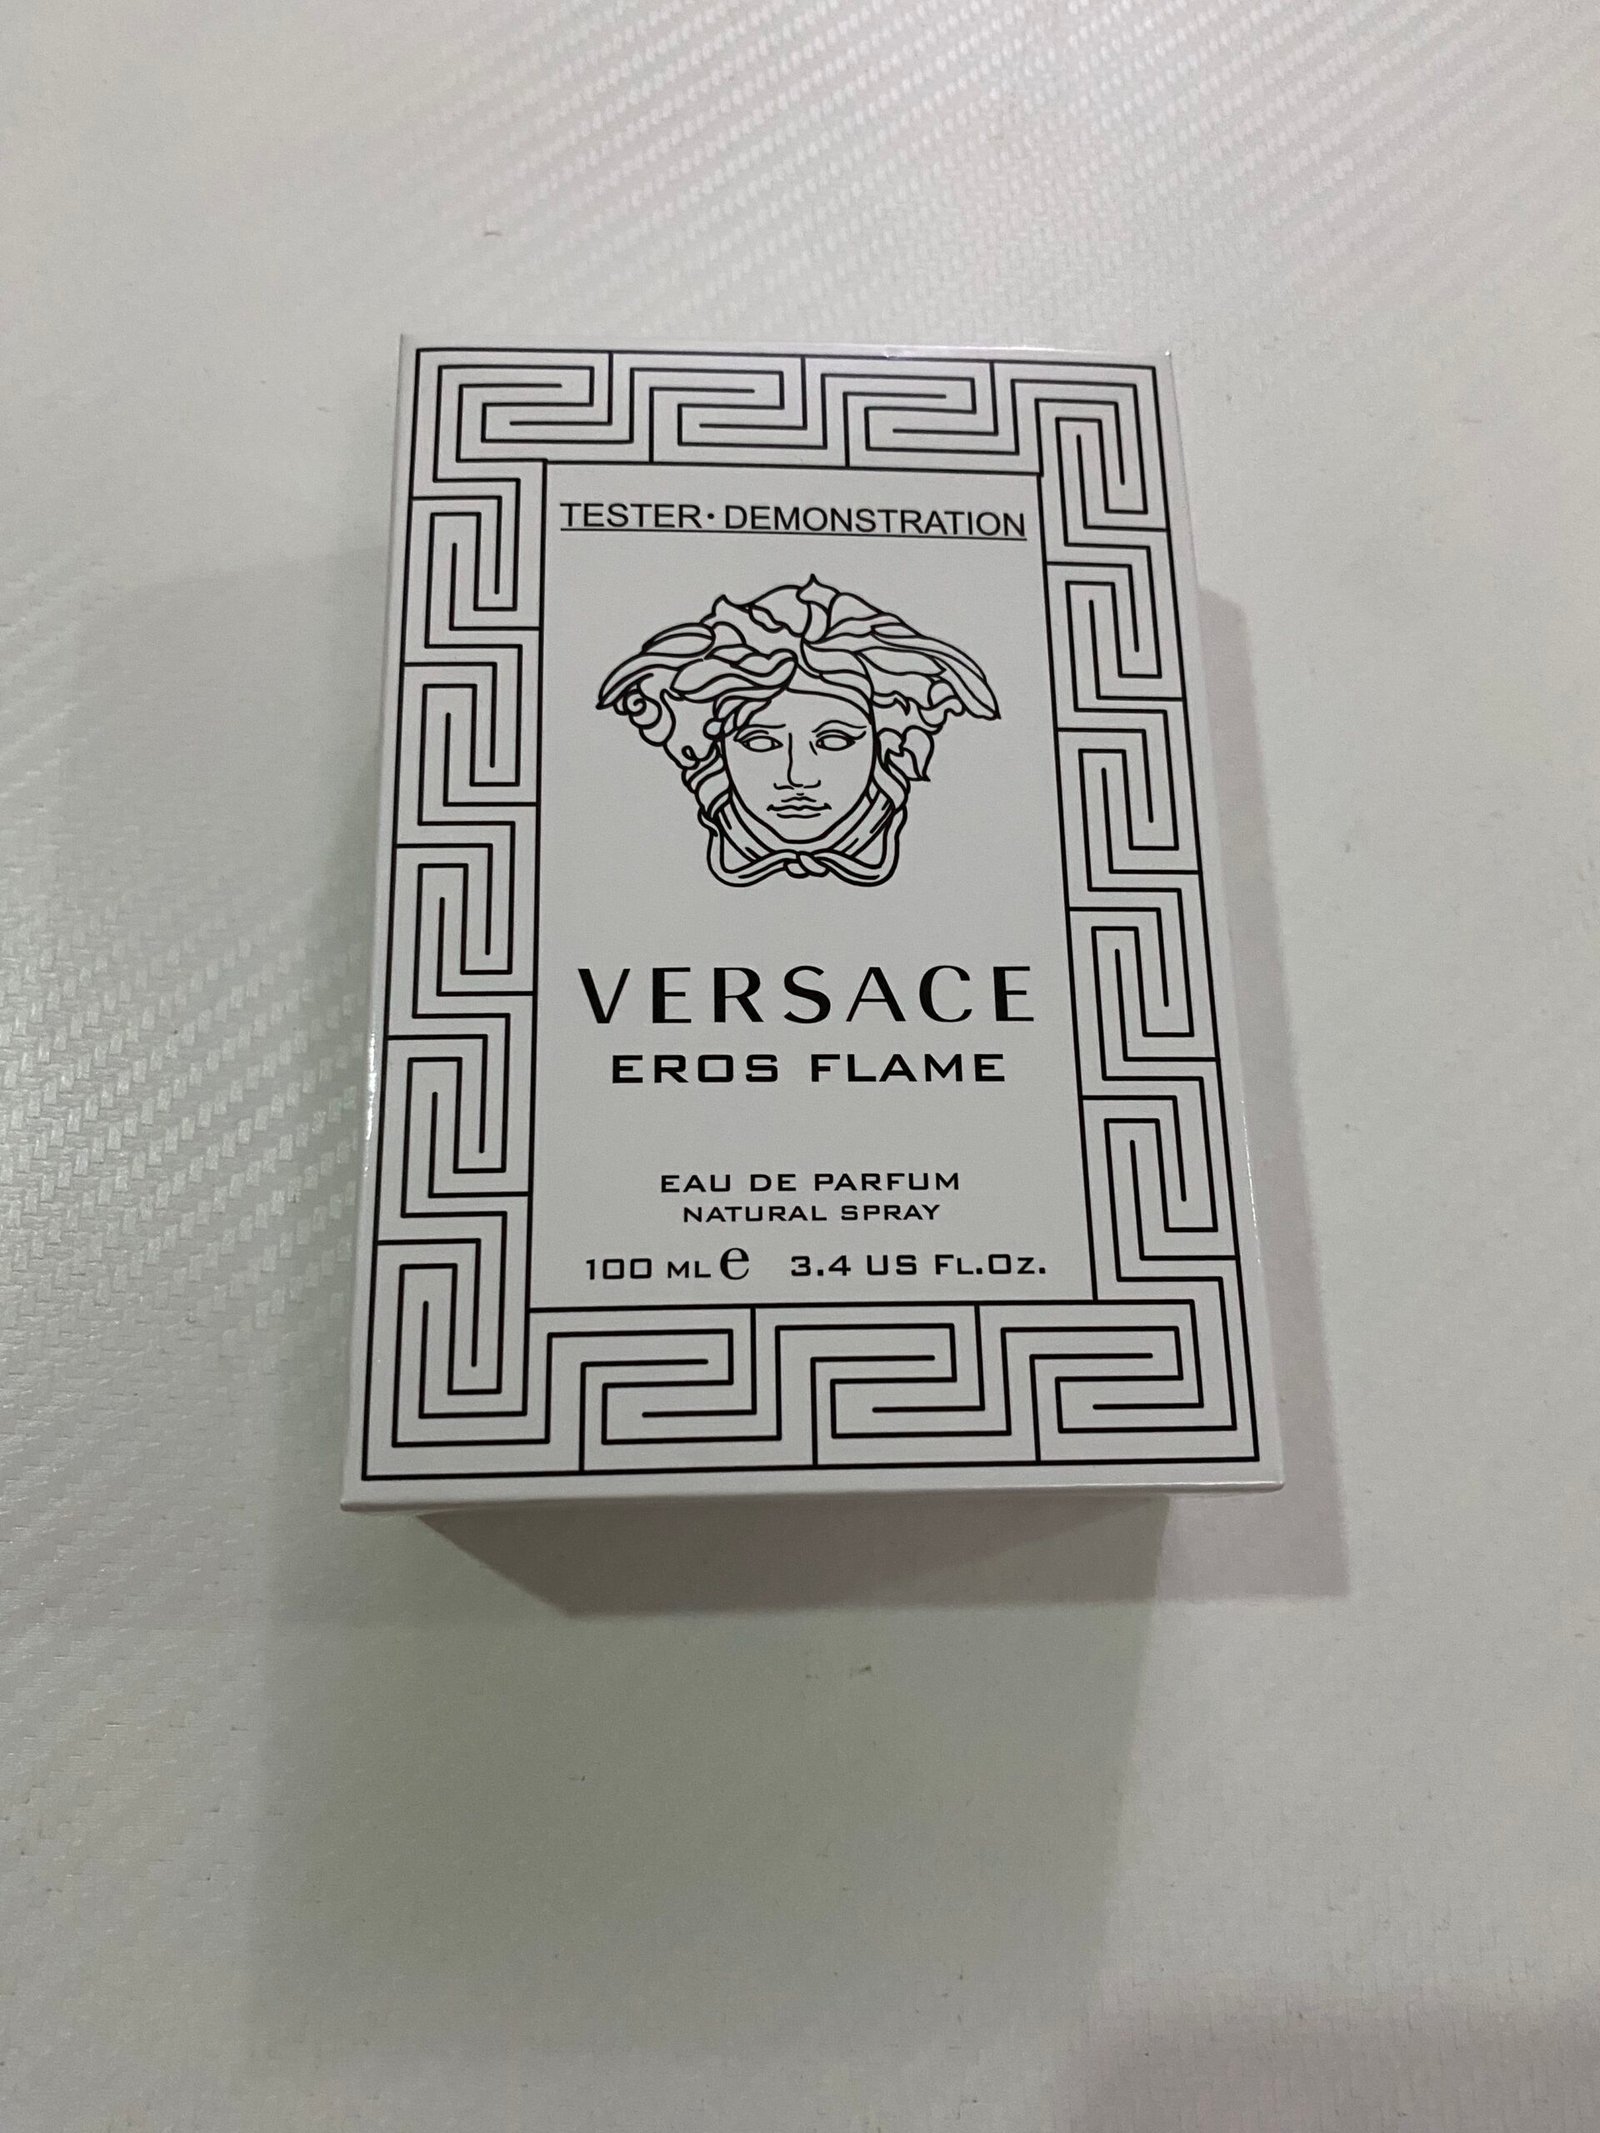 TESTER · DEMONSTRATION
VERSACE
EROS FLAME
EAU DE PARFUM
NATURAL SPRAY
100 ML e 3.4 US FL.OZ.